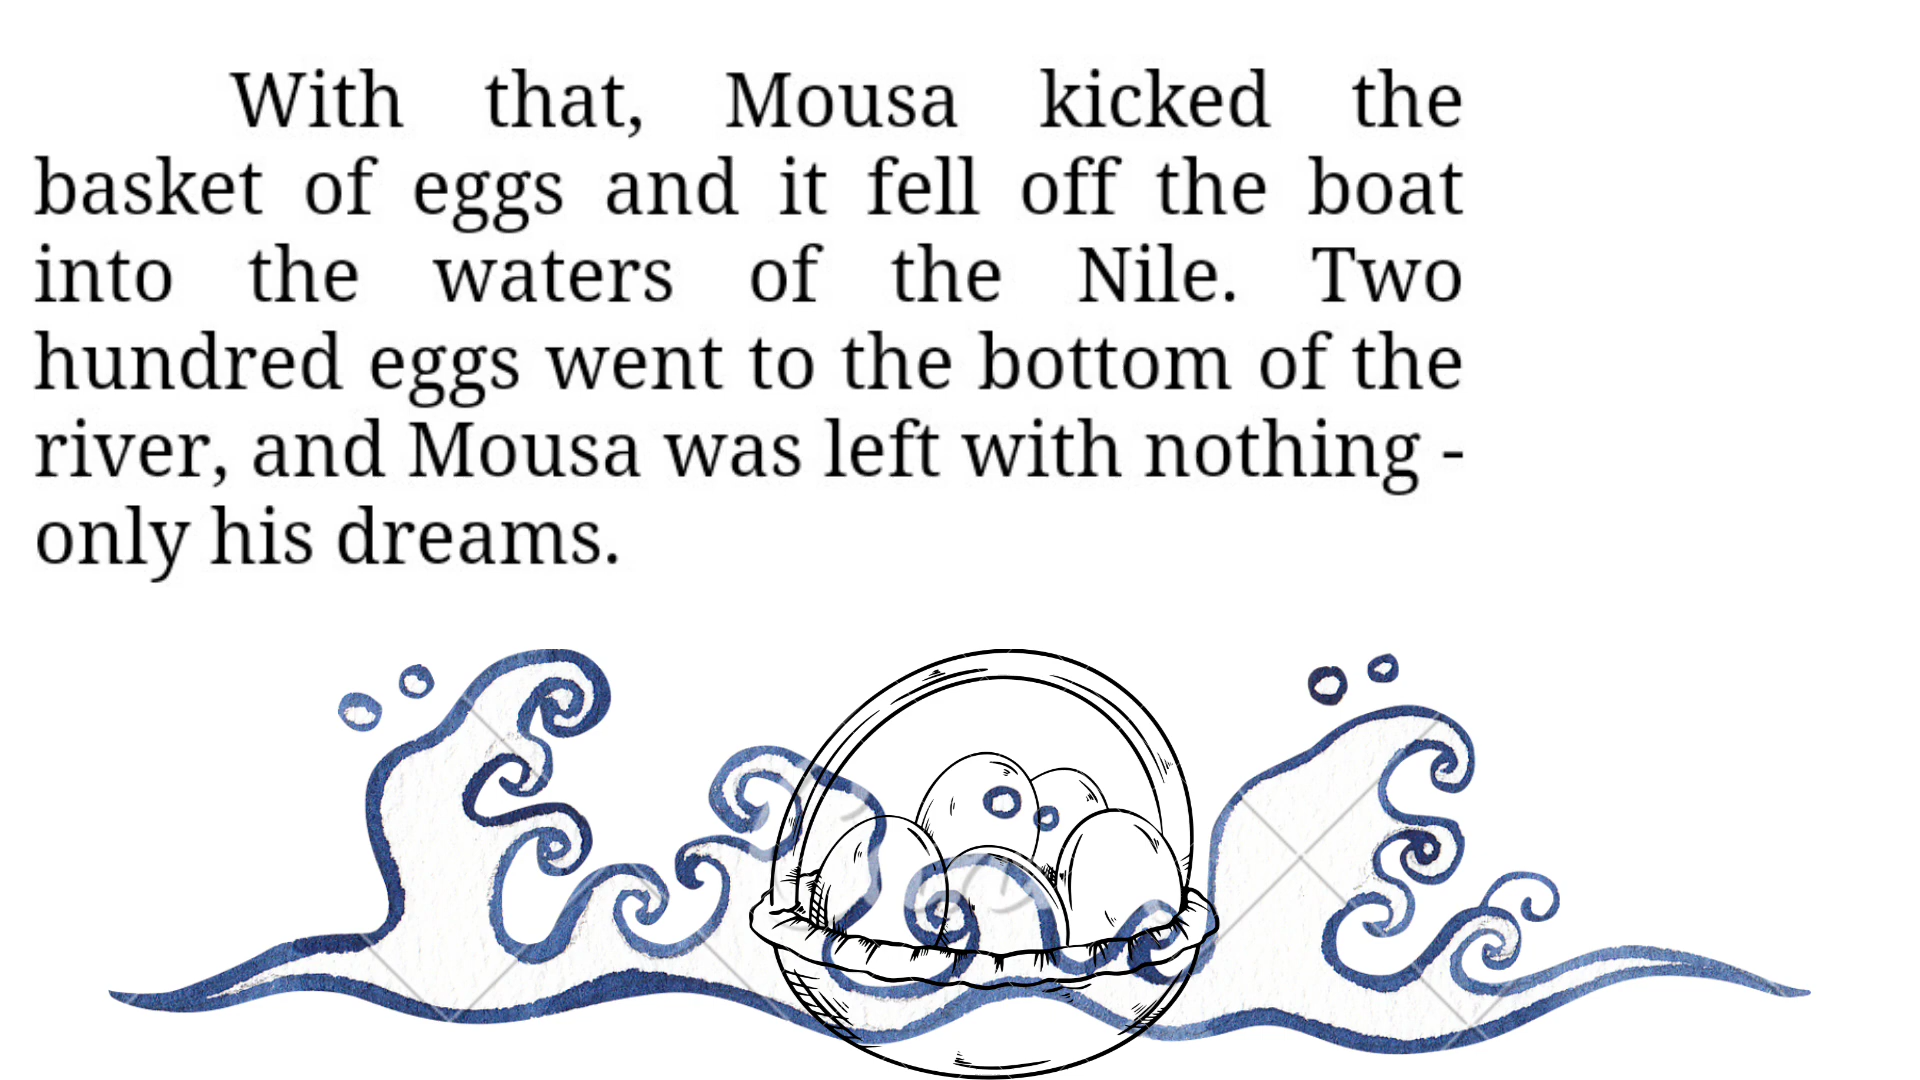 With that, Mousa kicked the
basket of eggs and it fell off the boat
into the waters of the Nile. Two
hundred eggs went to the bottom of the
river, and Mousa was left with nothing -
only his dreams.